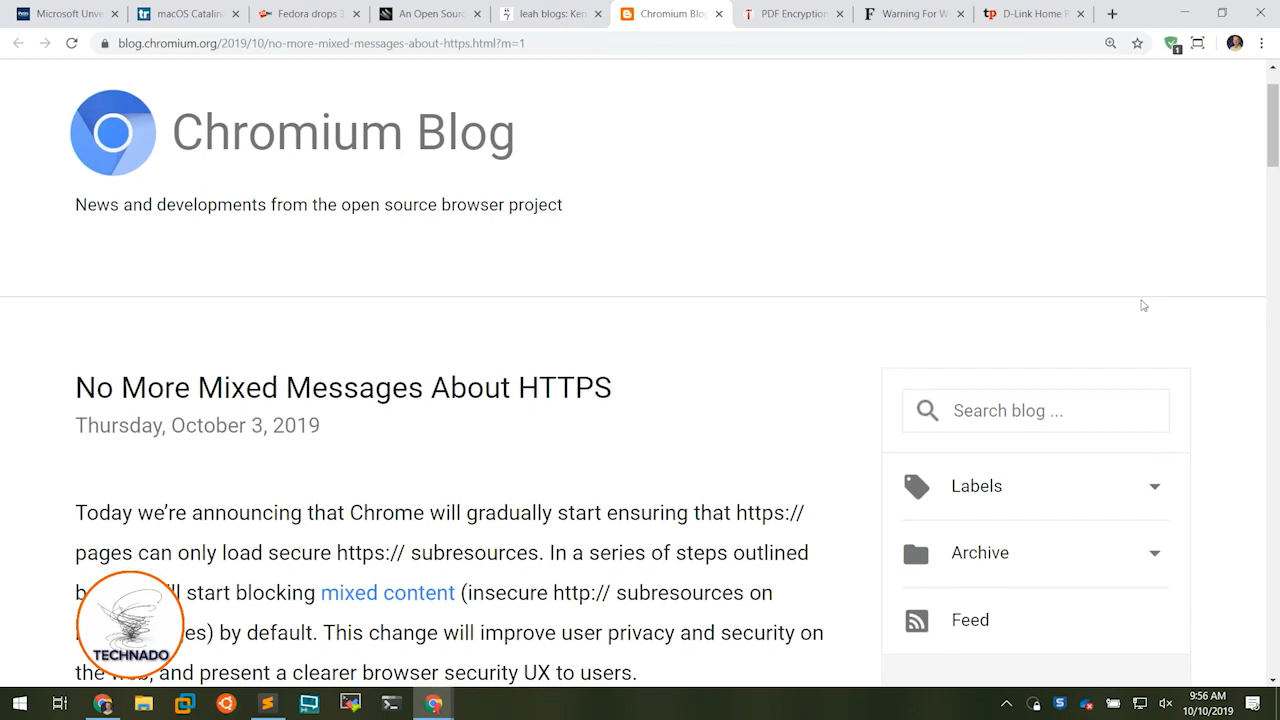 Microsoft Unve
macOS Catalin
Fedora drops 3
An Open Sourc
leah blogs: Ken
Chromium Blog
PDF Encryption
Warning For W
D-Link Home R
blog.chromium.org/2019/10/no-more-mixed-messages-about-https.html?m=1
1
Chromium Blog
News and developments from the open source browser project
No More Mixed Messages About HTTPS
Thursday, October 3, 2019
Search blog ...
Labels
Archive
Feed
Today we're announcing that Chrome will gradually start ensuring that https://
pages can only load secure https:// subresources. In a series of steps outlined
start blocking mixed content (insecure http:// subresources on
es) by default. This change will improve user privacy and security on
the web, and present a clearer browser security UX to users.
TECHNADO
9:56 AM
10/10/2019